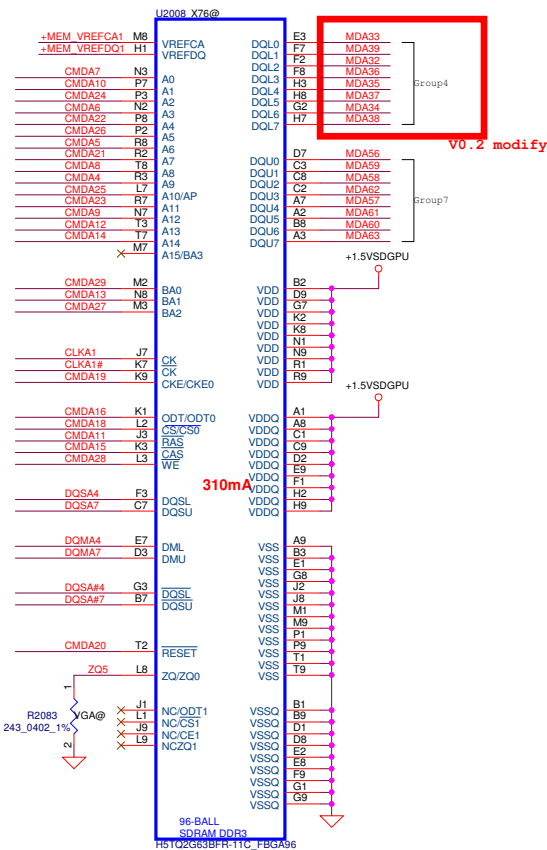 U2008 X76@
+MEM_VREFCA1 M8 VREFCA DQL0 E3 MDA33
+MEM_VREFDQ1 H1 VREFDQ DQL1 F7 MDA39
DQL2 F2 MDA32
CMDA7 N3 A0 DQL3 F8 MDA36
CMDA10 P7 A1 DQL4 H3 MDA35 Group4
CMDA24 P3 A2 DQL5 H8 MDA37
CMDA6 N2 A3 DQL6 G2 MDA34
CMDA22 P8 A4 DQL7 H7 MDA38
CMDA26 P2 A5
V0.2 modify
CMDA5 R8 A6
CMDA21 R2 A7 DQU0 D7 MDA56
CMDA8 T8 A8 DQU1 C3 MDA59
CMDA4 R3 A9 DQU2 C8 MDA58
CMDA25 L7 A10/AP DQU3 C2 MDA62 Group7
CMDA23 R7 A11 DQU4 A7 MDA57
CMDA9 N7 A12 DQU5 A2 MDA61
CMDA12 T3 A13 DQU6 B8 MDA60
CMDA14 T7 A14 DQU7 A3 MDA63
M7 A15/BA3
+1.5VSDGPU
CMDA29 M2 BA0 VDD B2
CMDA13 N8 BA1 VDD D9
CMDA27 M3 BA2 VDD G7
VDD K2
VDD K8
VDD N1
CLKA1 J7 CK VDD N9
CLKA1# K7 CK VDD R1
CMDA19 K9 CKE/CKE0 VDD R9
+1.5VSDGPU
CMDA16 K1 ODT/ODT0 VDDQ A1
CMDA18 L2 CS/CS0 VDDQ A8
CMDA11 J3 RAS VDDQ C1
CMDA15 K3 CAS VDDQ C9
CMDA28 L3 WE VDDQ D2
VDDQ E9
310mA VDDQ F1
DQSA4 F3 DQSL VDDQ H2
DQSA7 C7 DQSU VDDQ H9
DQMA4 E7 DML VSS A9
DQMA7 D3 DMU VSS B3
VSS E1
VSS G8
DQSA#4 G3 DQSL VSS J2
DQSA#7 B7 DQSU VSS J8
VSS M1
VSS M9
VSS P1
CMDA20 T2 RESET VSS P9
VSS T1
ZQ5 L8 ZQ/ZQ0 VSS T9
1
J1 NC/ODT1 VSSQ B1
R2083 VGA@ L1 NC/CS1 VSSQ B9
243_0402_1% J9 NC/CE1 VSSQ D1
2 L9 NCZQ1 VSSQ D8
VSSQ E2
VSSQ E8
VSSQ F9
VSSQ G1
VSSQ G9
96-BALL
SDRAM DDR3
H5TQ2G63BFR-11C_FBGA96